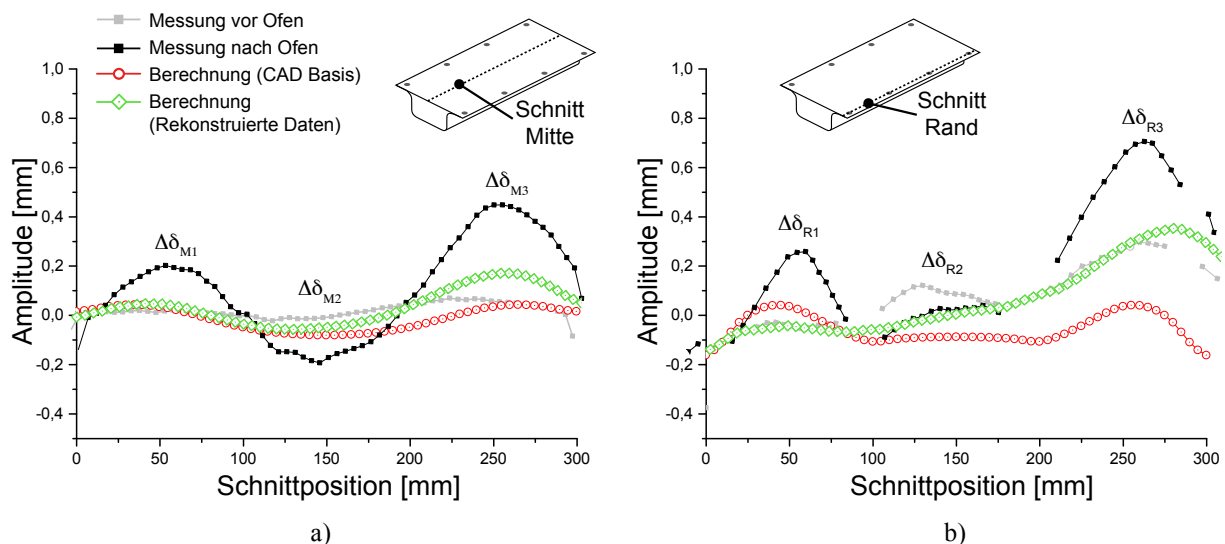 Messung vor Ofen
Messung nach Ofen
Berechnung (CAD Basis)
Berechnung
(Rekonstruierte Daten)
Schnitt
Mitte
Amplitude [mm]
1,0
0,8
0,6
0,4
0,2
0,0
-0,2
-0,4
Δδ_M1
Δδ_M2
Δδ_M3
0
50
100
150
200
250
300
Schnittposition [mm]
a)
Schnitt
Rand
Amplitude [mm]
1,0
0,8
0,6
0,4
0,2
0,0
-0,2
-0,4
Δδ_R1
Δδ_R2
Δδ_R3
0
50
100
150
200
250
300
Schnittposition [mm]
b)